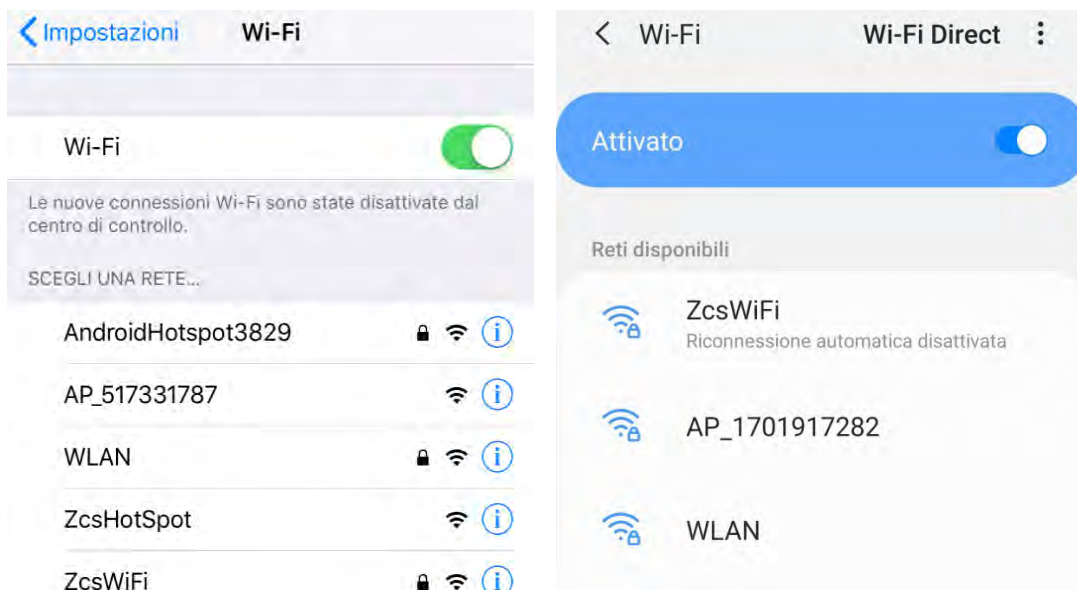 Impostazioni Wi-Fi
Wi-Fi
Le nuove connessioni Wi-Fi sono state disattivate dal
centro di controllo.
SCEGLI UNA RETE...
AndroidHotspot3829
AP_517331787
WLAN
ZcsHotSpot
ZcsWiFi
Wi-Fi Wi-Fi Direct
Attivato
Reti disponibili
ZcsWiFi
Riconnessione automatica disattivata
AP_1701917282
WLAN